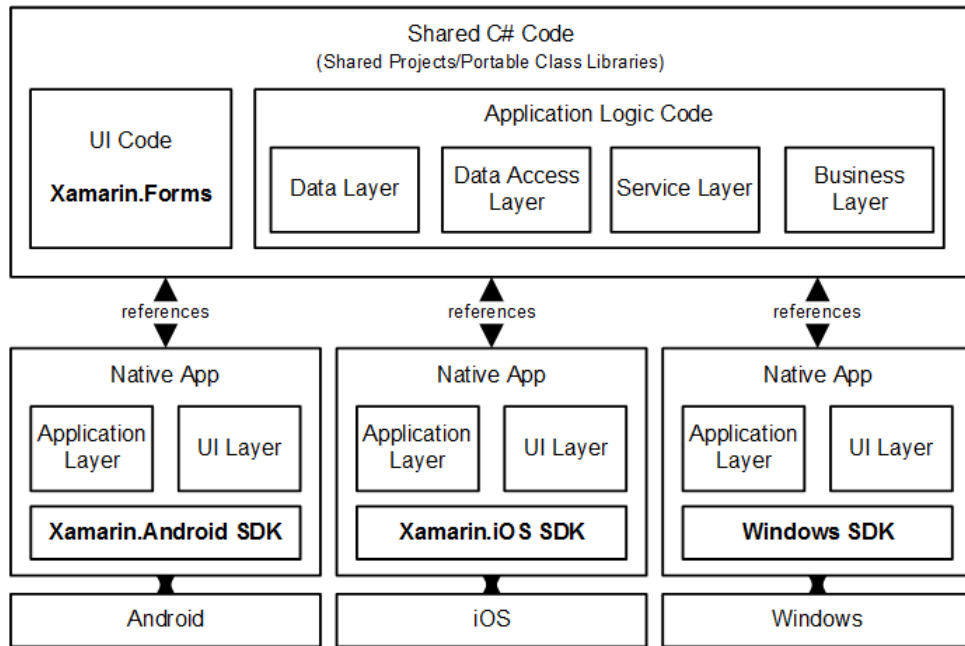 Shared C# Code
(Shared Projects/Portable Class Libraries)
UI Code
Xamarin.Forms
Application Logic Code
Data Layer
Data Access
Layer
Service Layer
Business
Layer
references
references
references
Native App
Application
Layer
UI Layer
Xamarin.Android SDK
Native App
Application
Layer
UI Layer
Xamarin.iOS SDK
Native App
Application
Layer
UI Layer
Windows SDK
Android
iOS
Windows